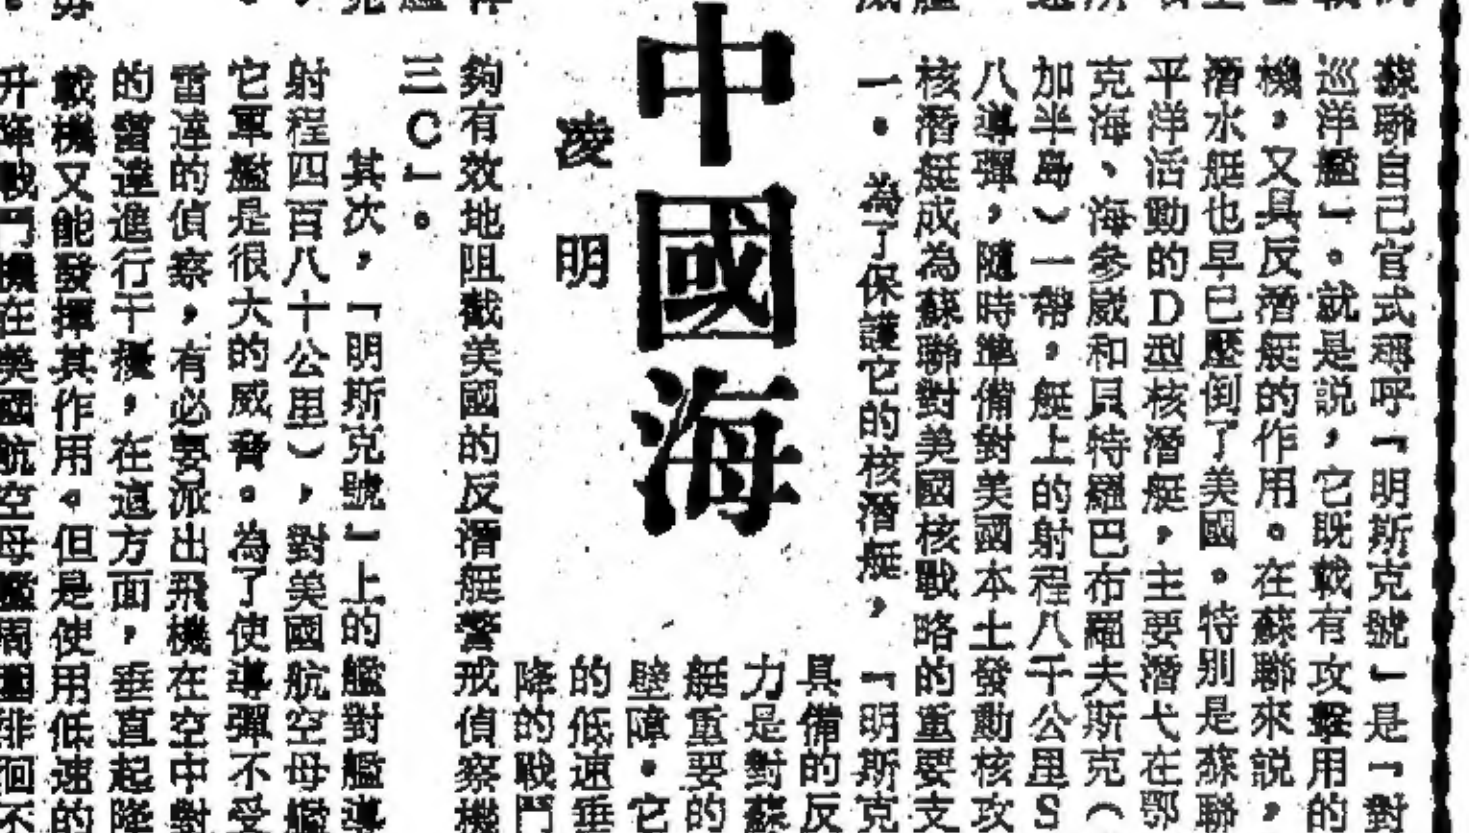 中國海
凌明
蘇聯自己官式稱呼「明斯克號」是「對
巡洋艦」。就是説，它既載有攻擊用的
機，又具反潛艇的作用。在蘇聯來説，
潛水艇也早已壓倒了美國。特別是蘇聯
平洋活動的D型核潛艇，主要潛弋在鄂
克海、海參崴和貝特羅巴布羅夫斯克（
加半島）一帶，艇上的射程八千公里S
八導彈，隨時準備對美國本土發動核攻
核潛艇成為蘇聯對美國核戰略的重要支
一。為了保護它的核潛艇，「明斯克
具備的反
力是對蘇
艇重要的
壁障。它
的低速垂
降的戰鬥
夠有效地阻截美國的反潛艇警戒偵察機
三C」。
其次，「明斯克號」上的艦對艦導
射程四百八十公里），對美國航空母艦
它軍艦是很大的威脅。為了使導彈不受
雷達的偵察，有必要派出飛機在空中對
的雷達進行干擾，在這方面，垂直起降
載機又能發揮其作用。但是使用低速的
升降戰鬥機在美國航空母艦周圍徘徊不